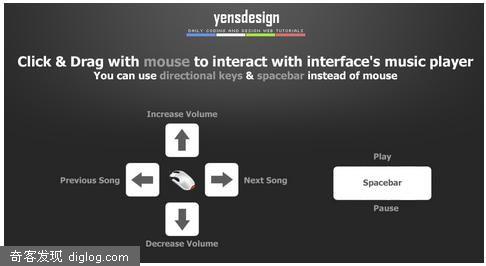 yensdesign
DAILY CODING AND DESIGN WEB TUTORIALS
Click & Drag with mouse to interact with interface's music player
You can use directional keys & spacebar instead of mouse
Increase Volume
Previous Song
Next Song
Decrease Volume
Play
Spacebar
Pause
奇客发现 diglog.com